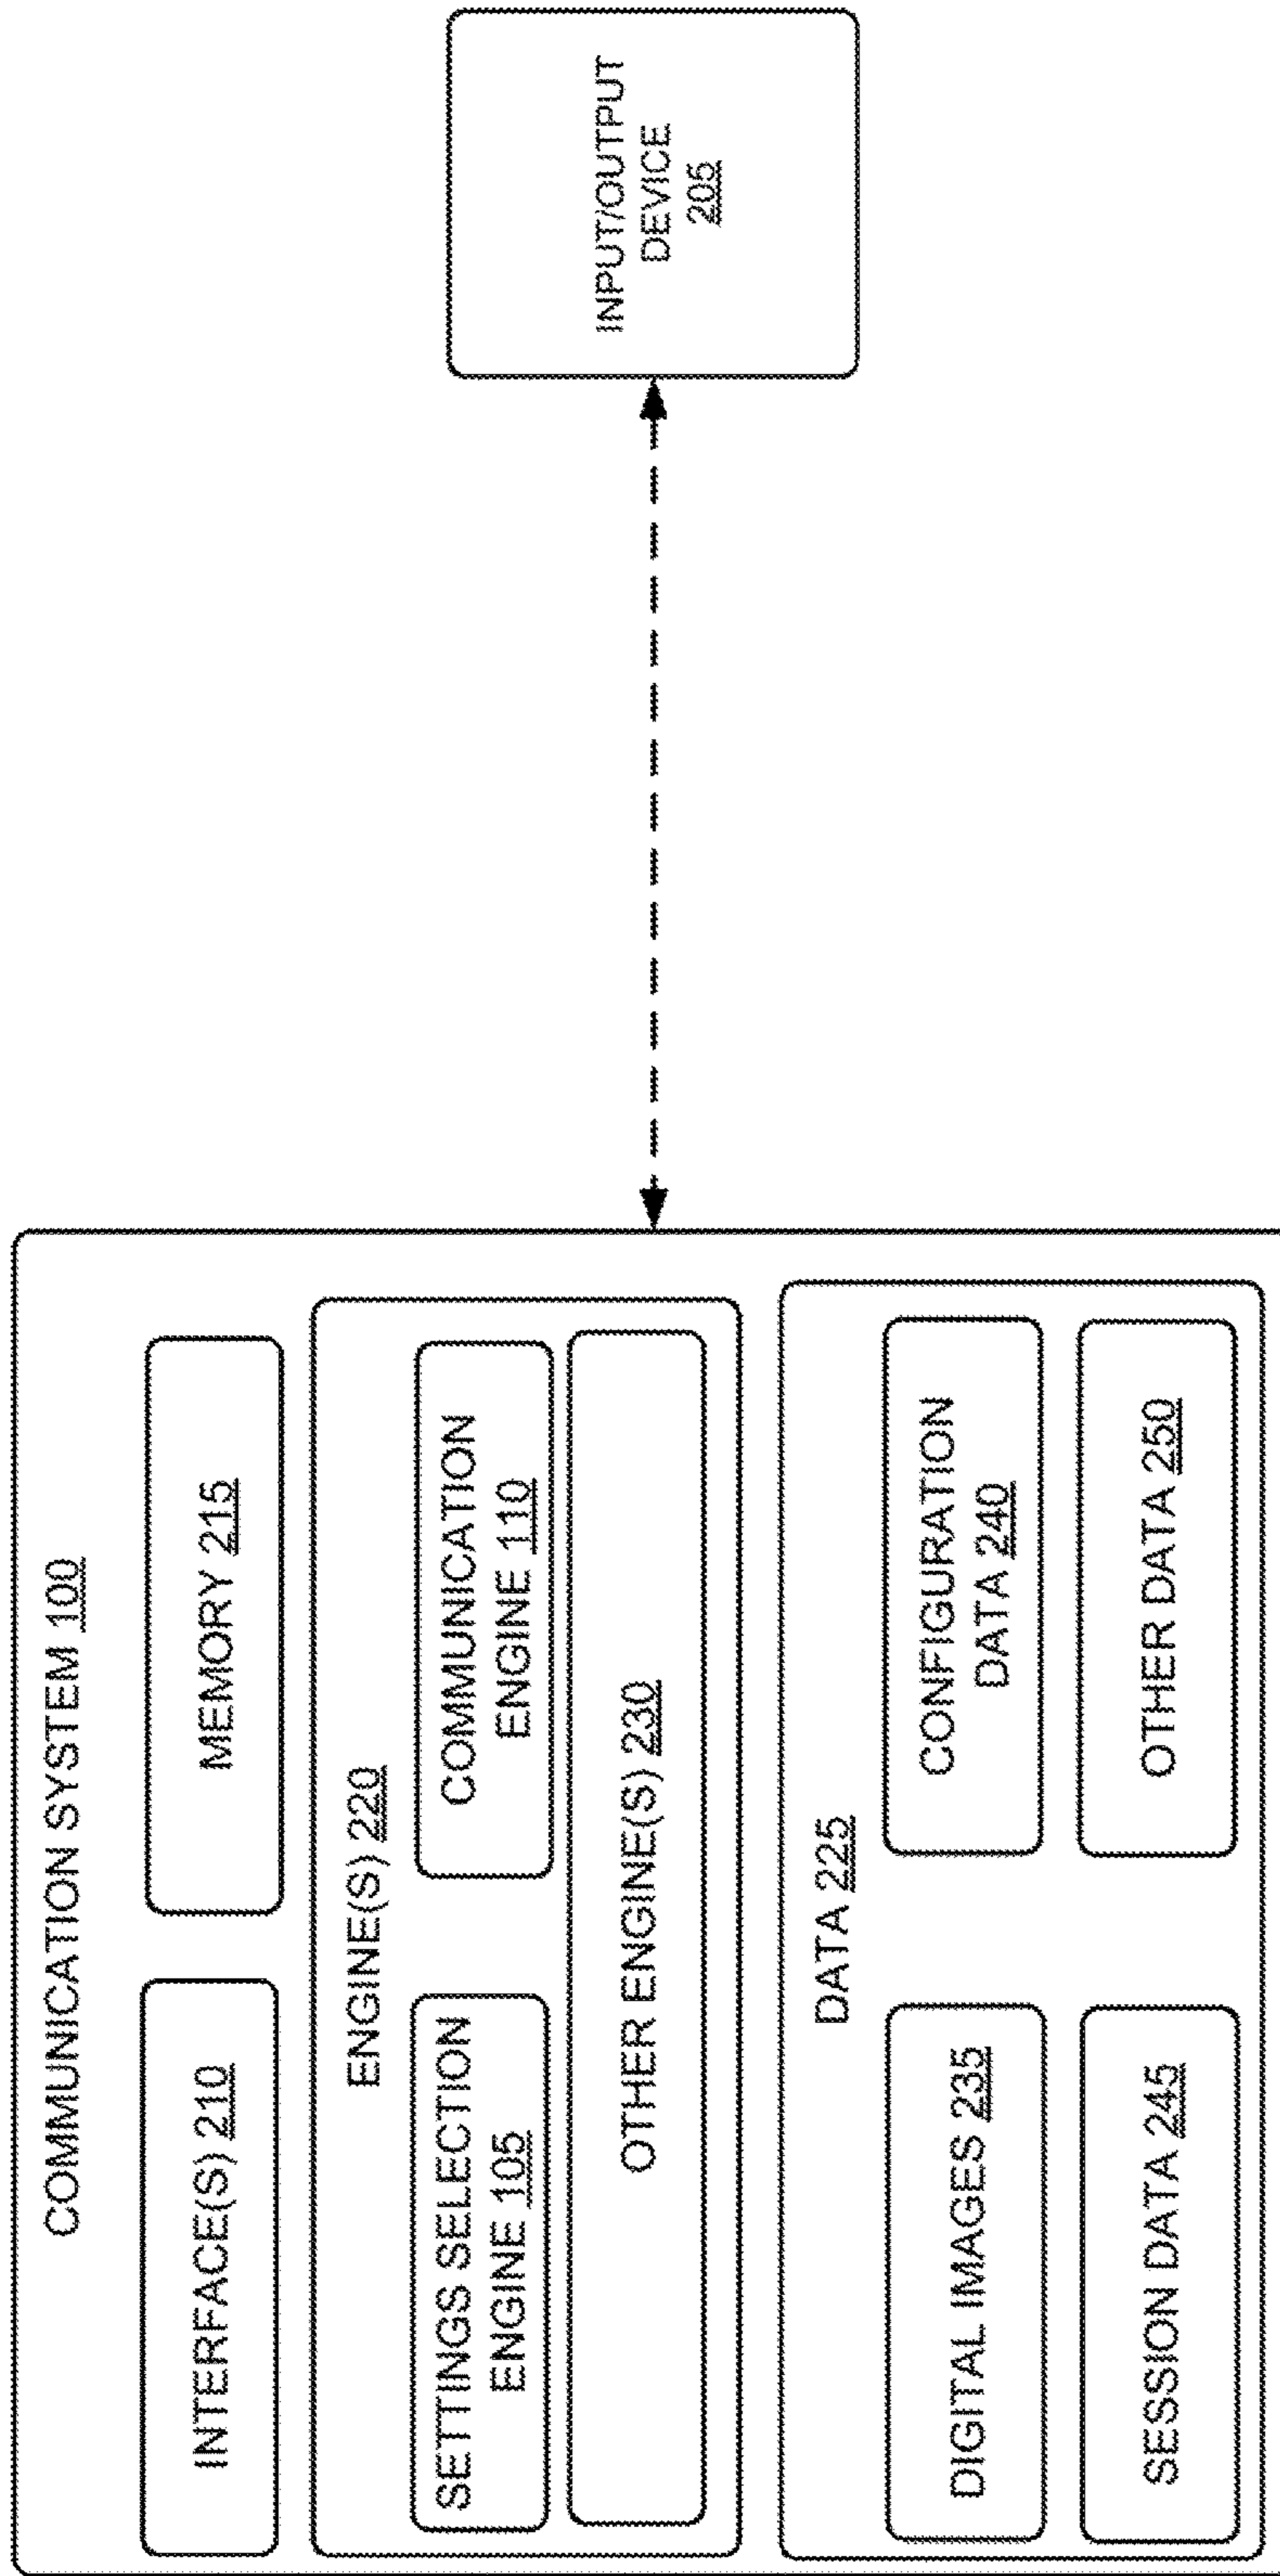 COMMUNICATION SYSTEM 100
INTERFACE(S) 210
MEMORY 215
ENGINE(S) 220
SETTINGS SELECTION
ENGINE 105
COMMUNICATION
ENGINE 110
OTHER ENGINE(S) 230
DATA 225
DIGITAL IMAGES 235
CONFIGURATION
DATA 240
SESSION DATA 245
OTHER DATA 250
INPUT/OUTPUT
DEVICE
205